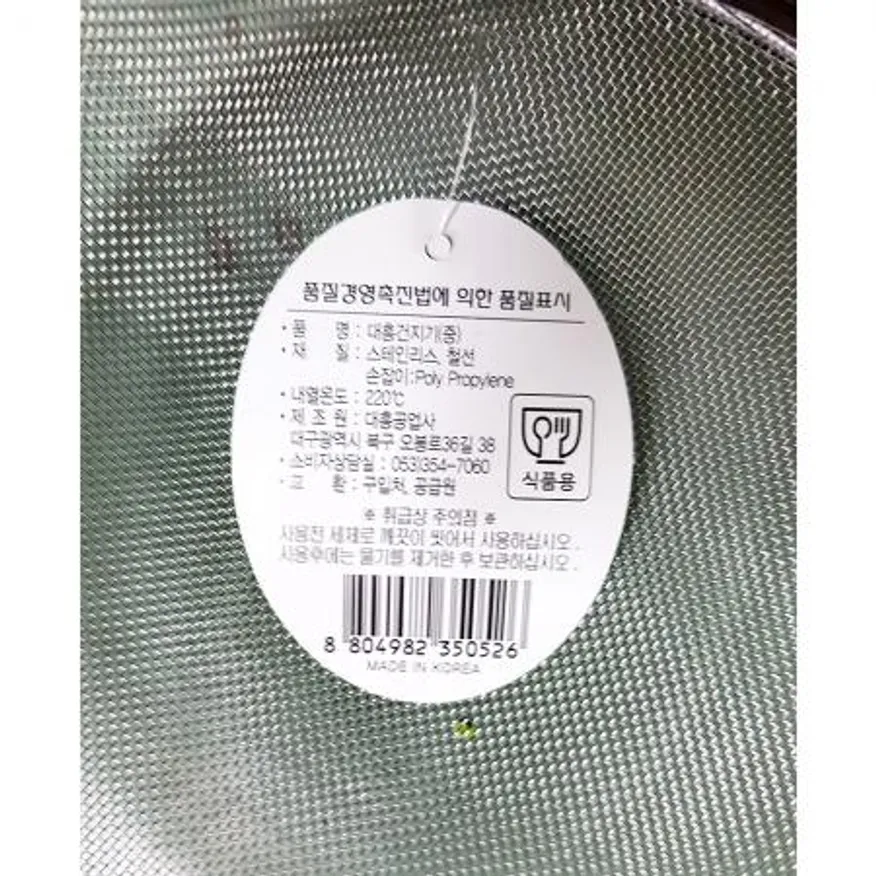 품질경영촉진법에 의한 품질표시
• 품 명 : 대흥건지기(중)
• 재 질 : 스테인리스, 철선
손잡이:Poly Propylene
• 내열온도 : 220℃
• 제 조 원 : 대흥공업사
대구광역시 북구 오봉로36길 38
• 소비자상담실 : 053)354-7060
• 교 환 : 구입처, 공급원
식품용
※ 취급상 주의점 ※
사용전 세제로 깨끗이 씻어서 사용하십시오.
사용후에는 물기를 제거한 후 보관하십시오.
8 804982 350526
MADE IN KOREA